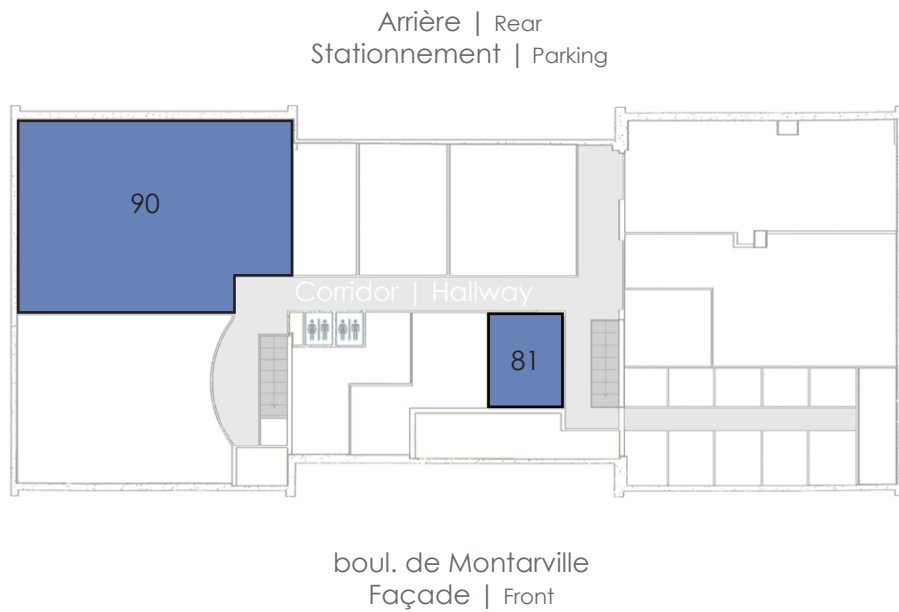 Arrière | Rear
Stationnement | Parking
90
Corridor | Hallway
81
boul. de Montarville
Façade | Front